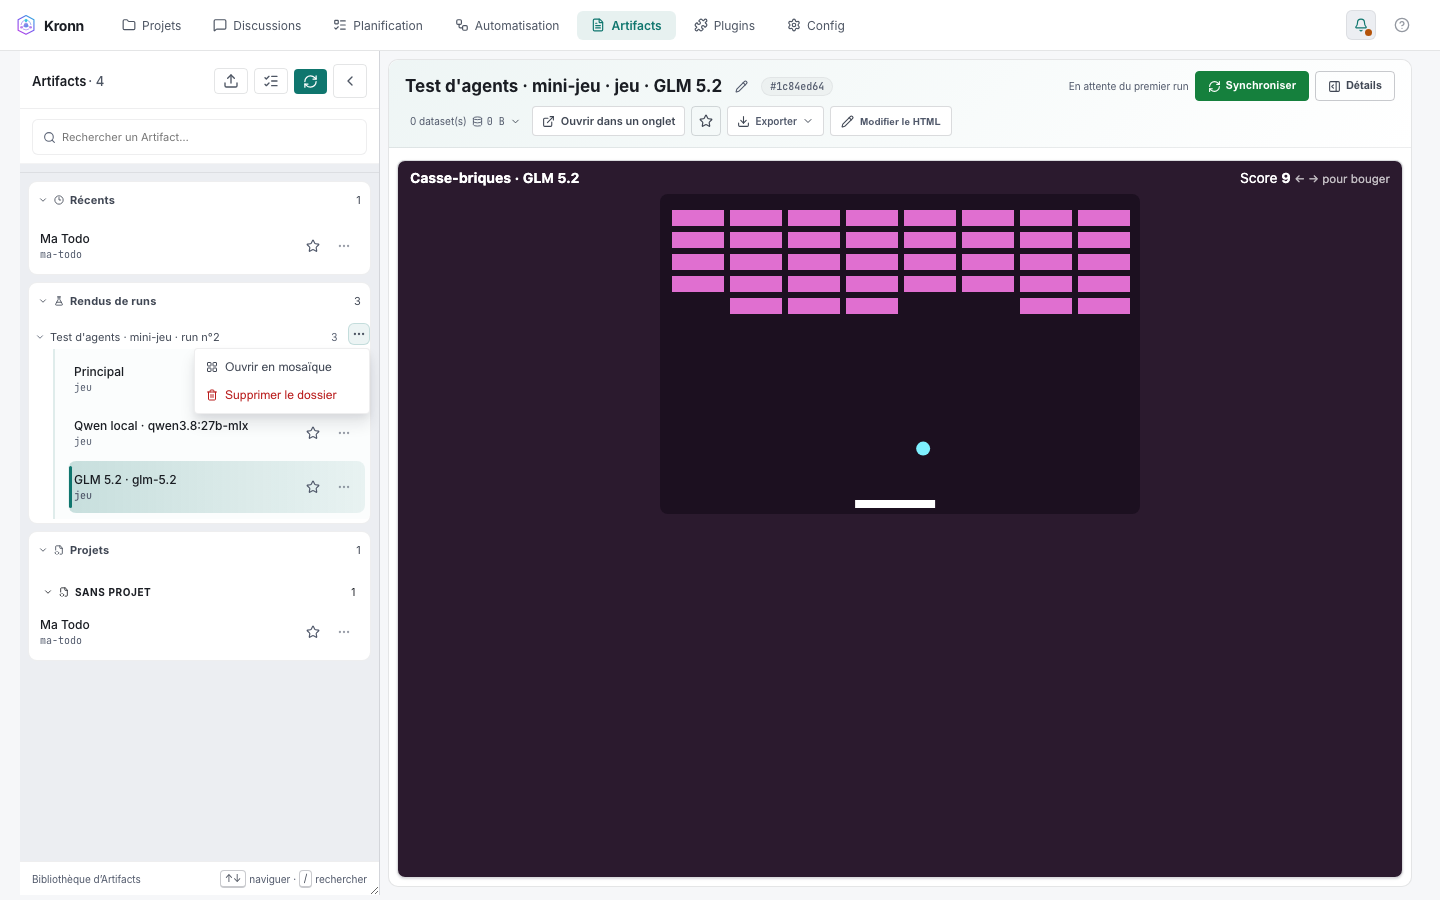 Kronn
Projets
Discussions
Planification
Automatisation
Artifacts
Plugins
Config
Artifacts · 4
Rechercher un Artifact...
Récents
1
Ma Todo
ma-todo
Rendus de runs
3
Test d'agents · mini-jeu · run n°2
3
Ouvrir en mosaïque
Supprimer le dossier
Principal
jeu
Qwen local · qwen3.8:27b-mlx
jeu
GLM 5.2 · glm-5.2
jeu
Projets
1
SANS PROJET
1
Ma Todo
ma-todo
Bibliothèque d'Artifacts
↑↓ naviguer · / rechercher
Test d'agents · mini-jeu · jeu · GLM 5.2
#1c84ed64
En attente du premier run
Synchroniser
Détails
0 dataset(s) 0 B
Ouvrir dans un onglet
Exporter
Modifier le HTML
Casse-briques · GLM 5.2
Score 9 ← → pour bouger